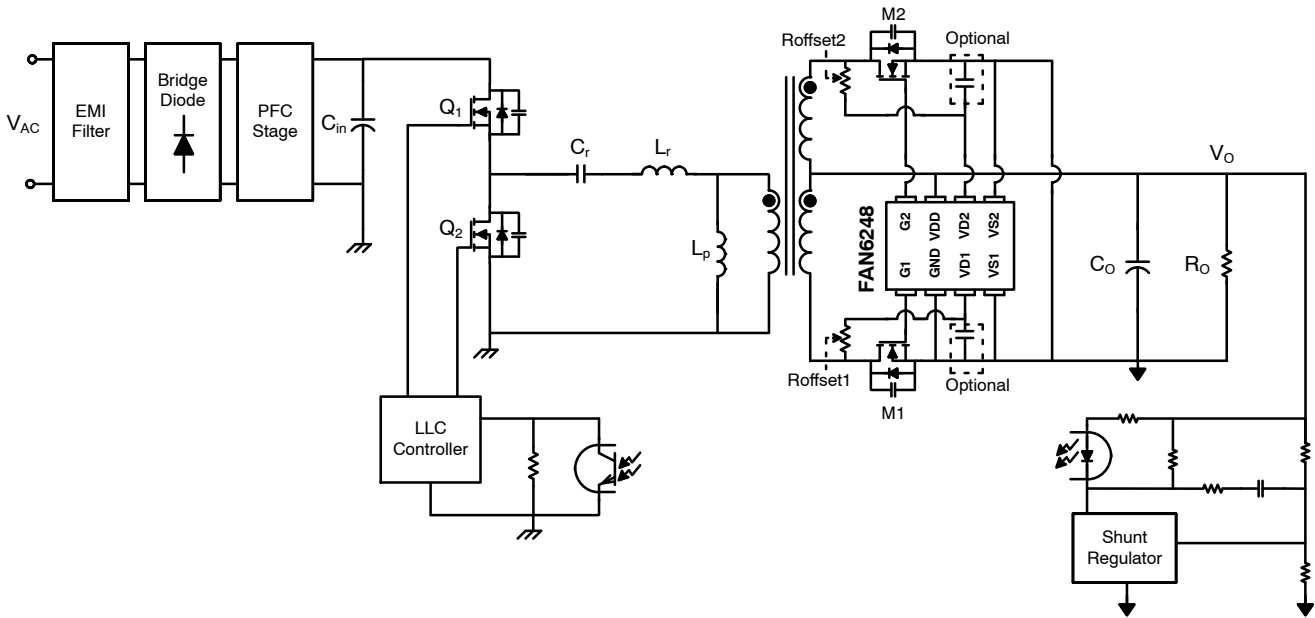 M2
Roffset2
Optional
EMI
Filter
Bridge
Diode
PFC
Stage
VAC
Cin
Q1
Cr
Lr
VO
Q2
Lp
FAN6248
G2
VDD
VD2
VS2
G1
GND
VD1
VS1
CO
RO
Roffset1
M1
Optional
LLC
Controller
Shunt
Regulator